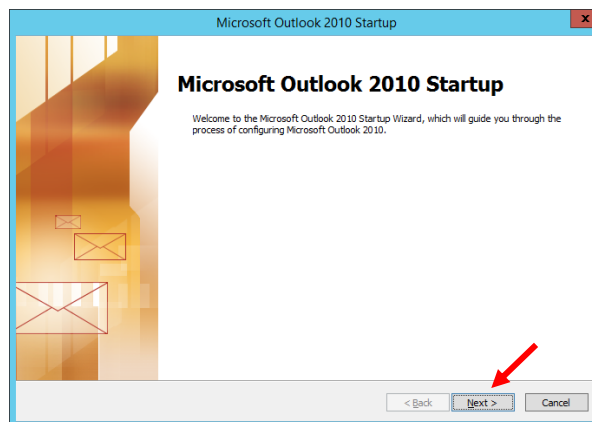 Microsoft Outlook 2010 Startup
x
Microsoft Outlook 2010 Startup
Welcome to the Microsoft Outlook 2010 Startup Wizard, which will guide you through the
process of configuring Microsoft Outlook 2010.
< Back Next > Cancel